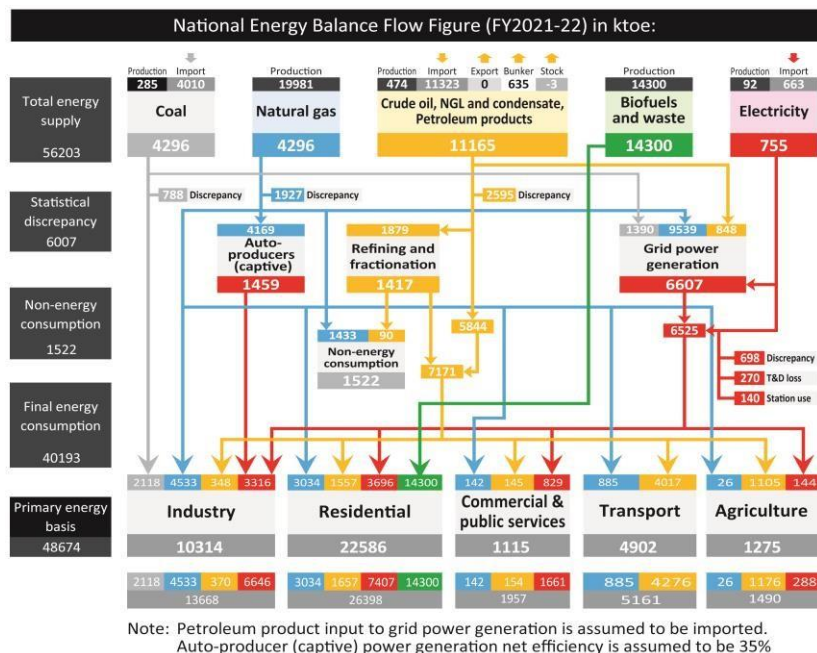 National Energy Balance Flow Figure (FY2021-22) in ktoe:
Production Import
285 4010
Production
19981
Production Import Export Bunker Stock
474 11323 0 635 -3
Production
14300
Production Import
92 663
Total energy
supply
56203
Coal
4296
Natural gas
4296
Crude oil, NGL and condensate,
Petroleum products
11165
Biofuels
and waste
14300
Electricity
755
Statistical
discrepancy
6007
788 Discrepancy
1927 Discrepancy
2595 Discrepancy
4169
Auto-
producers
(captive)
1459
1879
Refining and
fractionation
1417
1390 9539 848
Grid power
generation
6607
Non-energy
consumption
1522
1433 90
Non-energy
consumption
1522
5844
7171
6525
698 Discrepancy
270 T&D loss
140 Station use
Final energy
consumption
40193
2118 4533 348 3316
Industry
10314
3034 1557 3696 14300
Residential
22586
142 145 829
Commercial &
public services
1115
885 4017
Transport
4902
26 1105 144
Agriculture
1275
Primary energy
basis
48674
2118 4533 370 6646
13668
3034 1657 7407 14300
26398
142 154 1661
1957
885 4276
5161
26 1176 288
1490
Note: Petroleum product input to grid power generation is assumed to be imported.
Auto-producer (captive) power generation net efficiency is assumed to be 35%